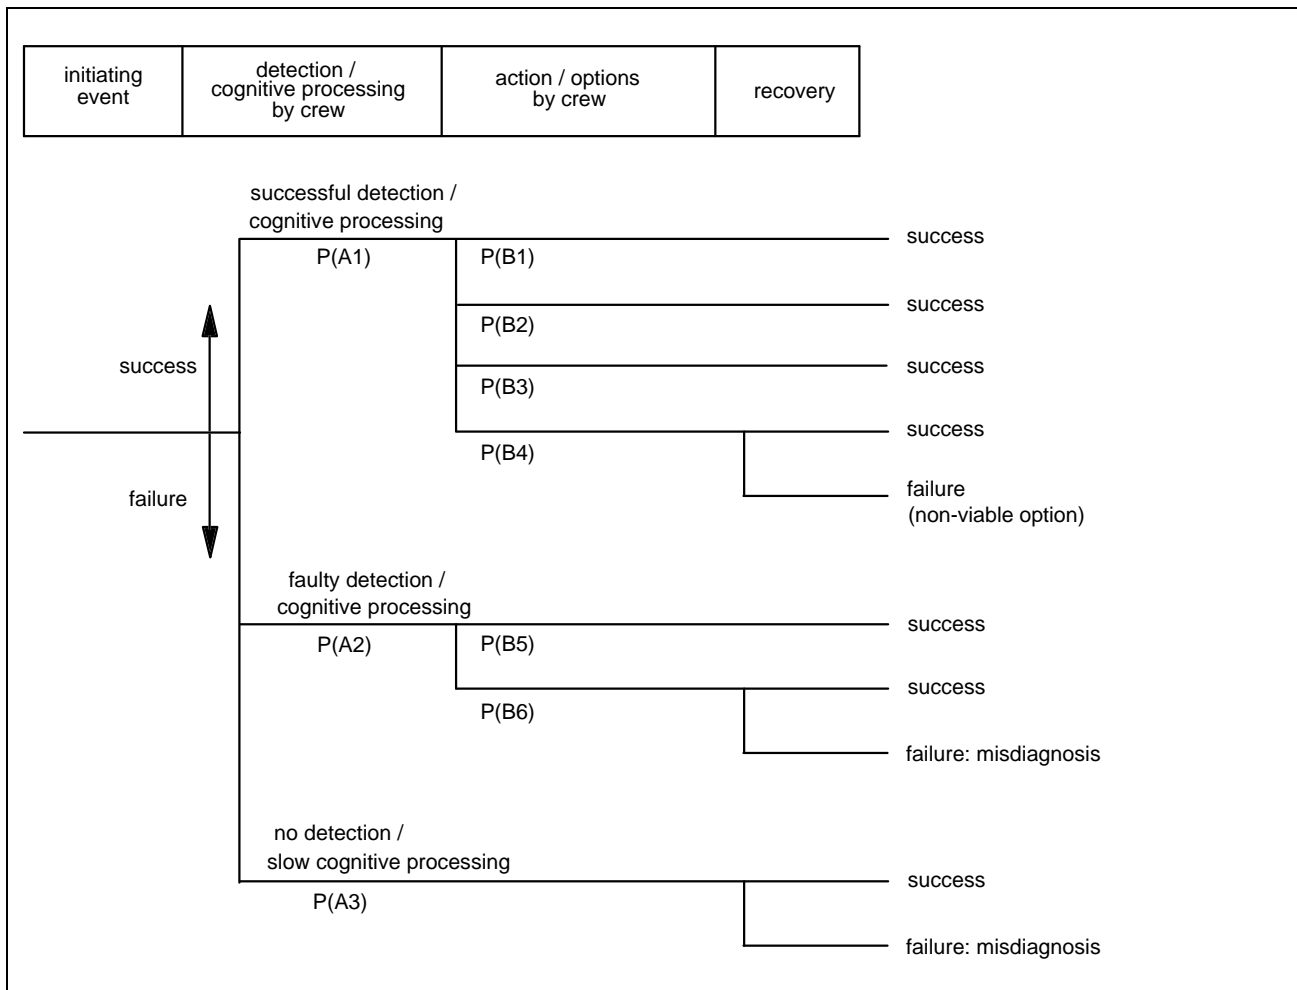 initiating
event
detection /
cognitive processing
by crew
action / options
by crew
recovery
successful detection /
cognitive processing
P(A1)
P(B1)
success
P(B2)
success
P(B3)
success
success
P(B4)
success
failure
failure
(non-viable option)
faulty detection /
cognitive processing
P(A2)
P(B5)
success
P(B6)
success
failure: misdiagnosis
no detection /
slow cognitive processing
P(A3)
success
failure: misdiagnosis